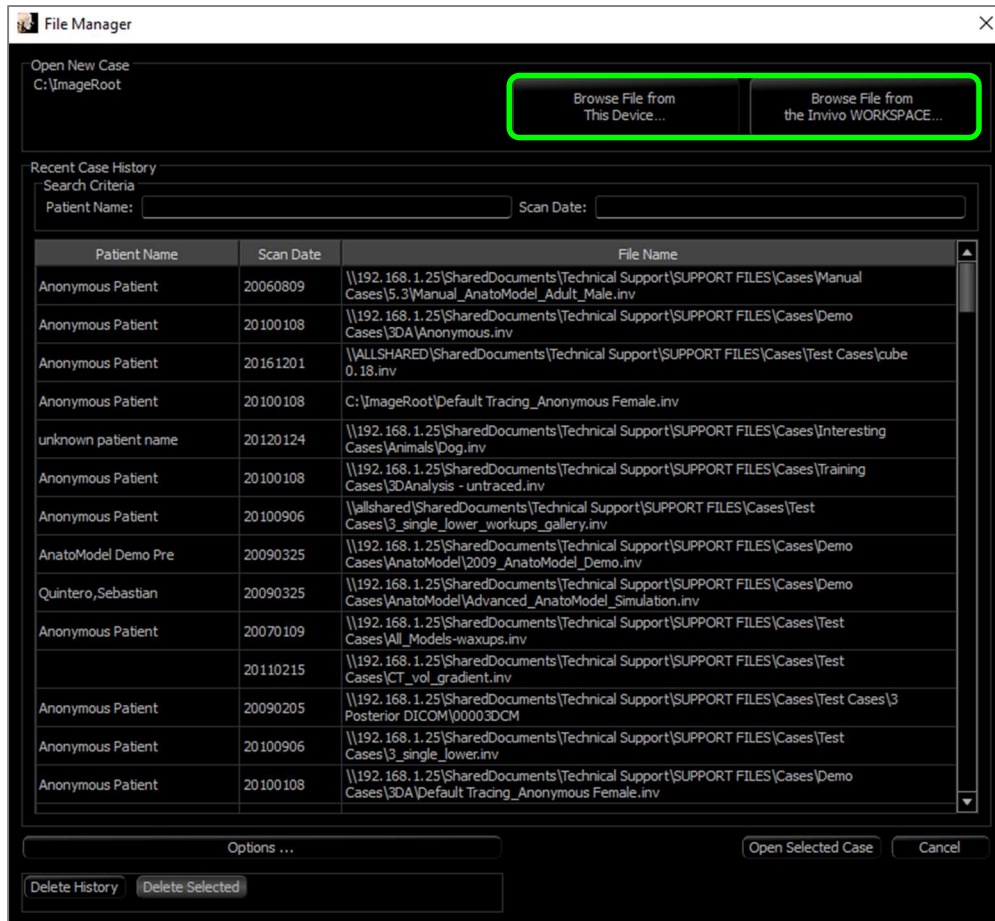 File Manager
Open New Case
C:\ImageRoot
Browse File from
This Device...
Browse File from
the Invivo WORKSPACE...
Recent Case History
Search Criteria
Patient Name:
Scan Date:
Patient Name Scan Date File Name
Anonymous Patient 20060809 \\192.168.1.25\SharedDocuments\Technical Support\SUPPORT FILES\Cases\Manual
Cases\5.3\Manual_AnatoModel_Adult_Male.inv
Anonymous Patient 20100108 \\192.168.1.25\SharedDocuments\Technical Support\SUPPORT FILES\Cases\Demo
Cases\3DA\Anonymous.inv
Anonymous Patient 20161201 \\ALLSHARED\SharedDocuments\Technical Support\SUPPORT FILES\Cases\Test Cases\cube
0.18.inv
Anonymous Patient 20100108 C:\ImageRoot\Default Tracing_Anonymous Female.inv
unknown patient name 20120124 \\192.168.1.25\SharedDocuments\Technical Support\SUPPORT FILES\Cases\Interesting
Cases\Animals\Dog.inv
Anonymous Patient 20100108 \\192.168.1.25\SharedDocuments\Technical Support\SUPPORT FILES\Cases\Training
Cases\3DAnalysis - untraced.inv
Anonymous Patient 20100906 \\allshared\SharedDocuments\Technical Support\SUPPORT FILES\Cases\Test
Cases\3_single_lower_workups_gallery.inv
AnatoModel Demo Pre 20090325 \\192.168.1.25\SharedDocuments\Technical Support\SUPPORT FILES\Cases\Demo
Cases\AnatoModel\2009_AnatoModel_Demo.inv
Quintero,Sebastian 20090325 \\192.168.1.25\SharedDocuments\Technical Support\SUPPORT FILES\Cases\Demo
Cases\AnatoModel\Advanced_AnatoModel_Simulation.inv
Anonymous Patient 20070109 \\192.168.1.25\SharedDocuments\Technical Support\SUPPORT FILES\Cases\Test
Cases\All_Models-waxups.inv
20110215 \\192.168.1.25\SharedDocuments\Technical Support\SUPPORT FILES\Cases\Test
Cases\CT_vol_gradient.inv
Anonymous Patient 20090205 \\192.168.1.25\SharedDocuments\Technical Support\SUPPORT FILES\Cases\Test Cases\3
Posterior DICOM\00003DCM
Anonymous Patient 20100906 \\192.168.1.25\SharedDocuments\Technical Support\SUPPORT FILES\Cases\Test
Cases\3_single_lower.inv
Anonymous Patient 20100108 \\192.168.1.25\SharedDocuments\Technical Support\SUPPORT FILES\Cases\Demo
Cases\3DA\Default Tracing_Anonymous Female.inv
Options ...
Open Selected Case
Cancel
Delete History
Delete Selected